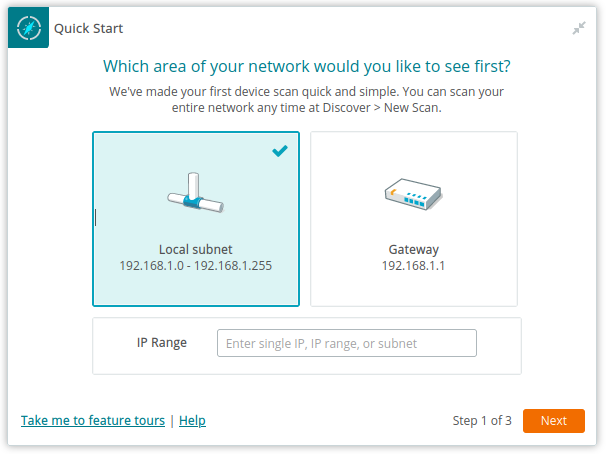 Quick Start
Which area of your network would you like to see first?
We've made your first device scan quick and simple. You can scan your
entire network any time at Discover > New Scan.
Local subnet
192.168.1.0 - 192.168.1.255
Gateway
192.168.1.1
IP Range
Enter single IP, IP range, or subnet
Take me to feature tours | Help
Step 1 of 3
Next